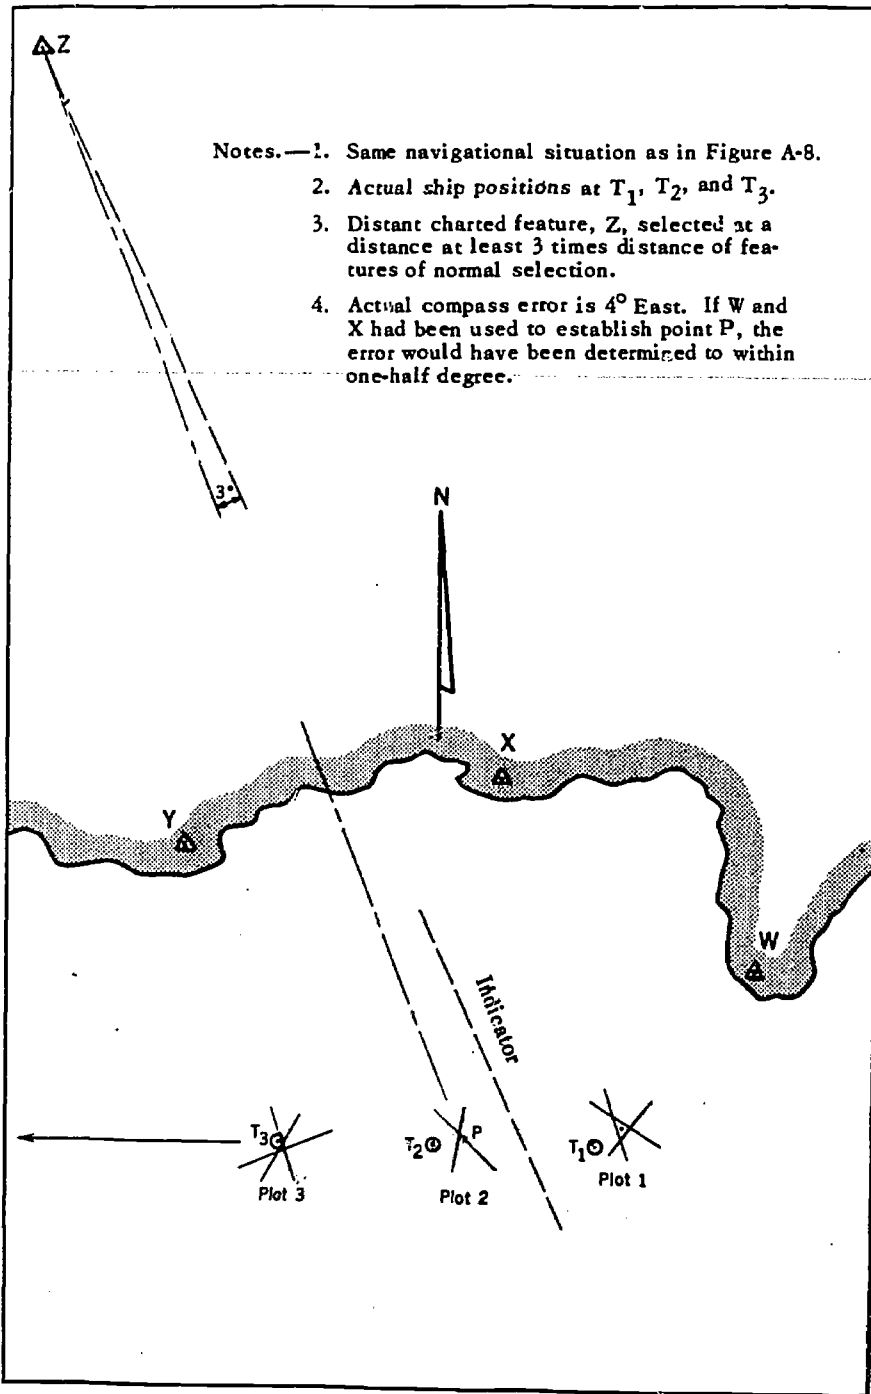 Z
Notes.—1. Same navigational situation as in Figure A-8.
2. Actual ship positions at T1, T2, and T3.
3. Distant charted feature, Z, selected at a
distance at least 3 times distance of fea-
tures of normal selection.
4. Actual compass error is 4° East. If W and
X had been used to establish point P, the
error would have been determined to within
one-half degree.
3°
N
X
Y
W
Indicator
T3
Plot 3
T2
P
Plot 2
T1
Plot 1